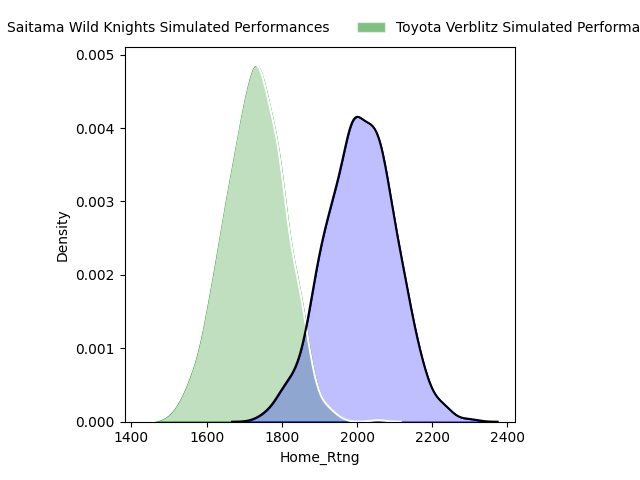 Saitama Wild Knights Simulated Performances
Toyota Verblitz Simulated Performa
0.005
0.004
0.003
0.002
0.001
0.000
Density
1400 1600 1800 2000 2200 2400
Home_Rtng